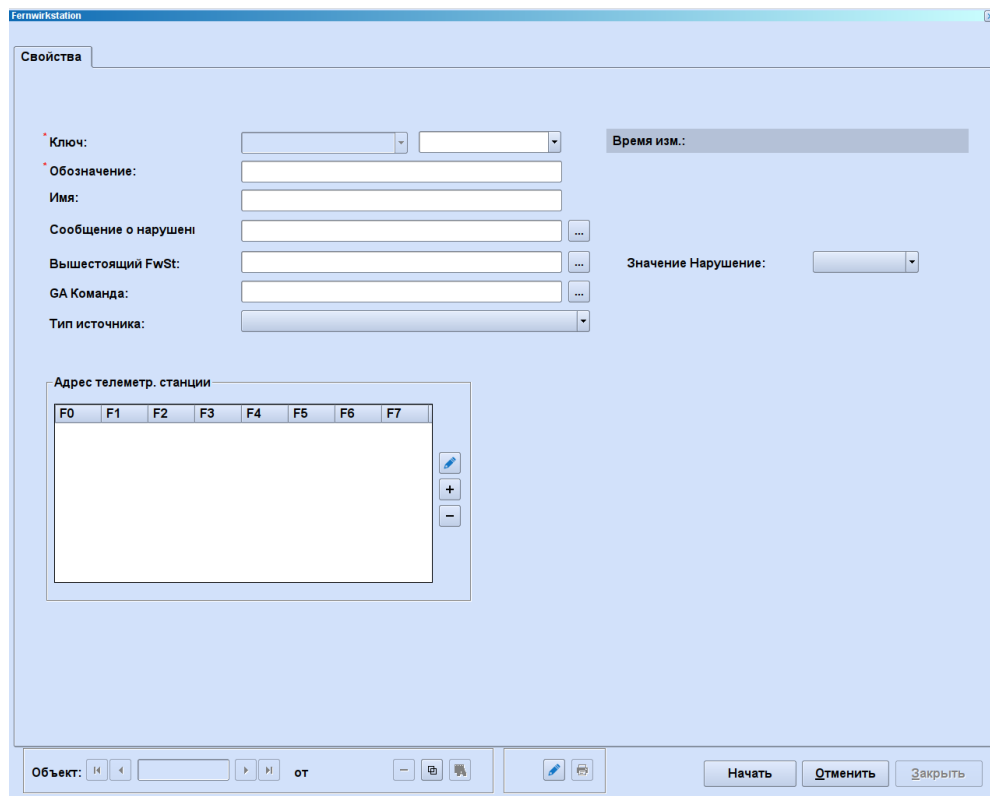 Fernwirkstation
Свойства
* Ключ:
Время изм.:
* Обозначение:
Имя:
Сообщение о нарушені
...
Вышестоящий FwSt:
...
Значение Нарушение:
GA Команда:
...
Тип источника:
Адрес телеметр. станции
F0 F1 F2 F3 F4 F5 F6 F7
+
−
Объект:
от
−
Начать
Отменить
Закрыть